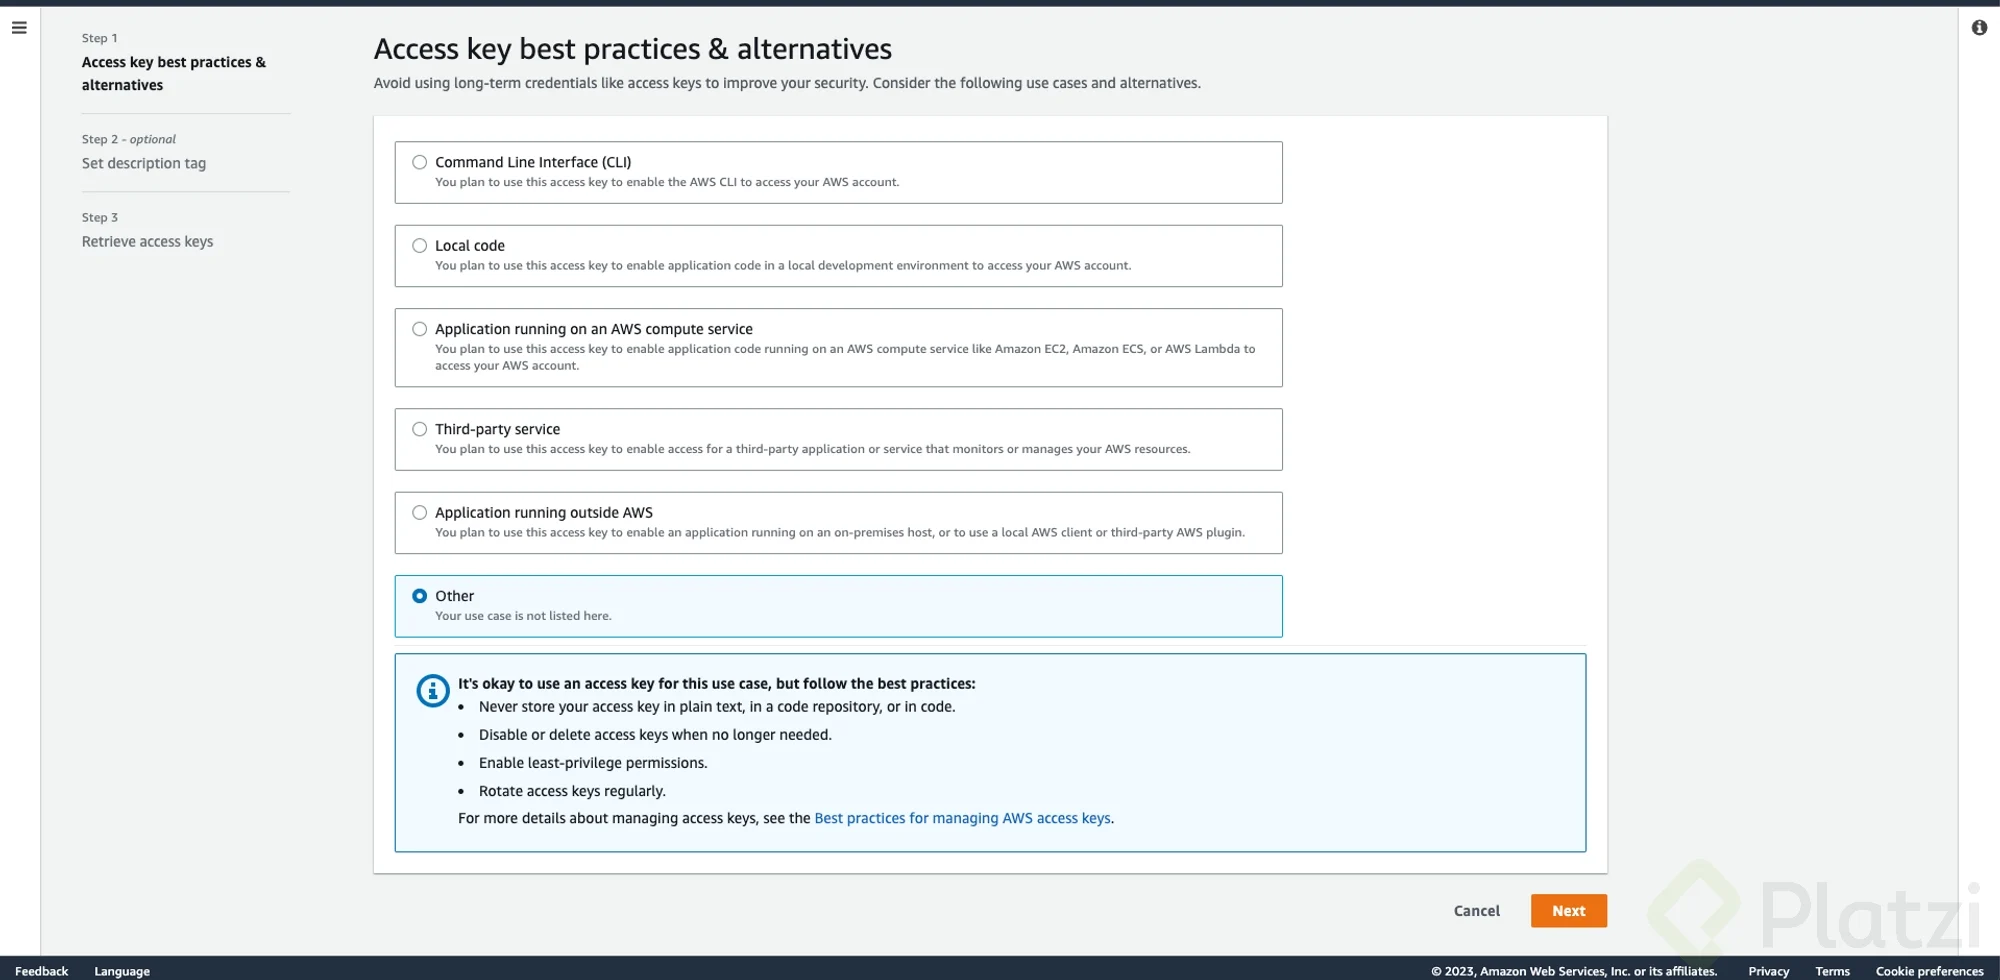 Step 1
Access key best practices &
alternatives
Step 2 - optional
Set description tag
Step 3
Retrieve access keys
Access key best practices & alternatives
Avoid using long-term credentials like access keys to improve your security. Consider the following use cases and alternatives.
Command Line Interface (CLI)
You plan to use this access key to enable the AWS CLI to access your AWS account.
Local code
You plan to use this access key to enable application code in a local development environment to access your AWS account.
Application running on an AWS compute service
You plan to use this access key to enable application code running on an AWS compute service like Amazon EC2, Amazon ECS, or AWS Lambda to
access your AWS account.
Third-party service
You plan to use this access key to enable access for a third-party application or service that monitors or manages your AWS resources.
Application running outside AWS
You plan to use this access key to enable an application running on an on-premises host, or to use a local AWS client or third-party AWS plugin.
Other
Your use case is not listed here.
It's okay to use an access key for this use case, but follow the best practices:
• Never store your access key in plain text, in a code repository, or in code.
• Disable or delete access keys when no longer needed.
• Enable least-privilege permissions.
• Rotate access keys regularly.
For more details about managing access keys, see the Best practices for managing AWS access keys.
Cancel Next
Platzi
Feedback Language © 2023, Amazon Web Services, Inc. or its affiliates. Privacy Terms Cookie preferences